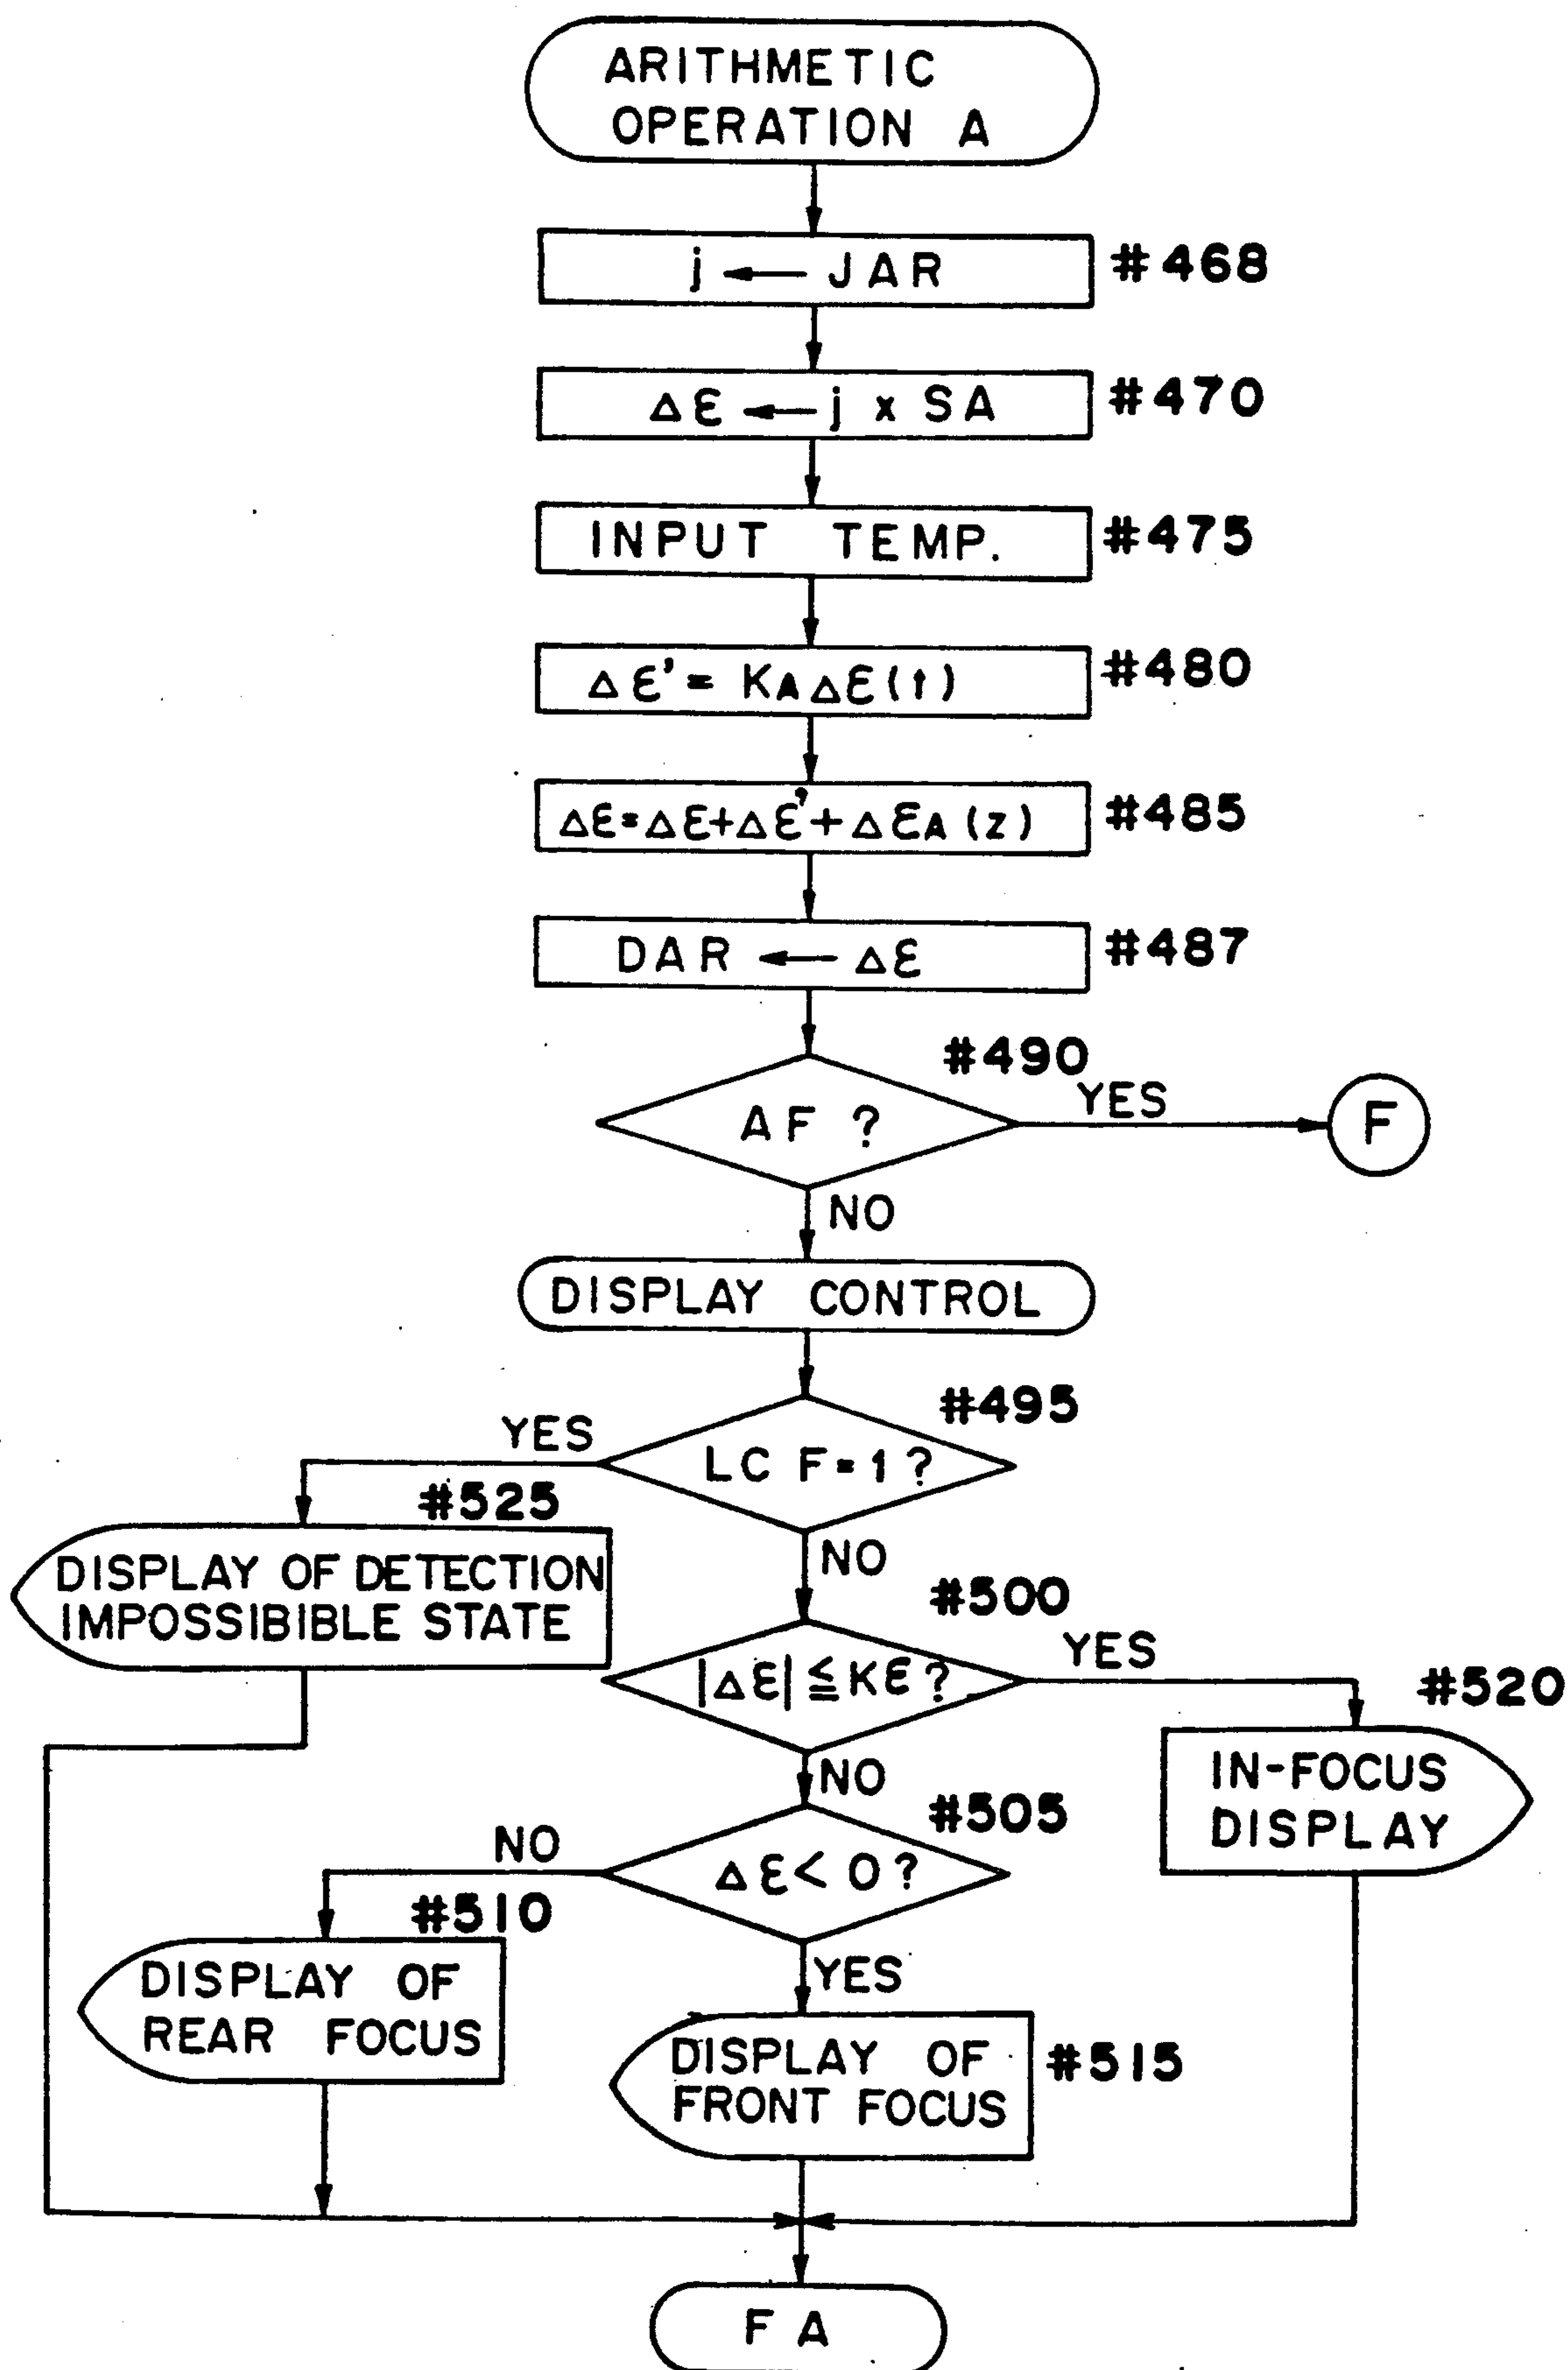 ARITHMETIC
OPERATION A
j ← JAR #468
Δε ← j x SA #470
INPUT TEMP. #475
Δε' = KAΔε(t) #480
Δε=Δε+Δε'+ΔεA(z) #485
DAR ← Δε #487
#490
AF ?
YES
F
NO
DISPLAY CONTROL
#495
YES
LC F=1?
#525
DISPLAY OF DETECTION
IMPOSSIBIBLE STATE
NO
#500
|Δε|≦Kε?
YES
#520
IN-FOCUS
DISPLAY
NO
#505
NO
Δε<0?
#510
DISPLAY OF
REAR FOCUS
YES
DISPLAY OF
FRONT FOCUS
#515
FA